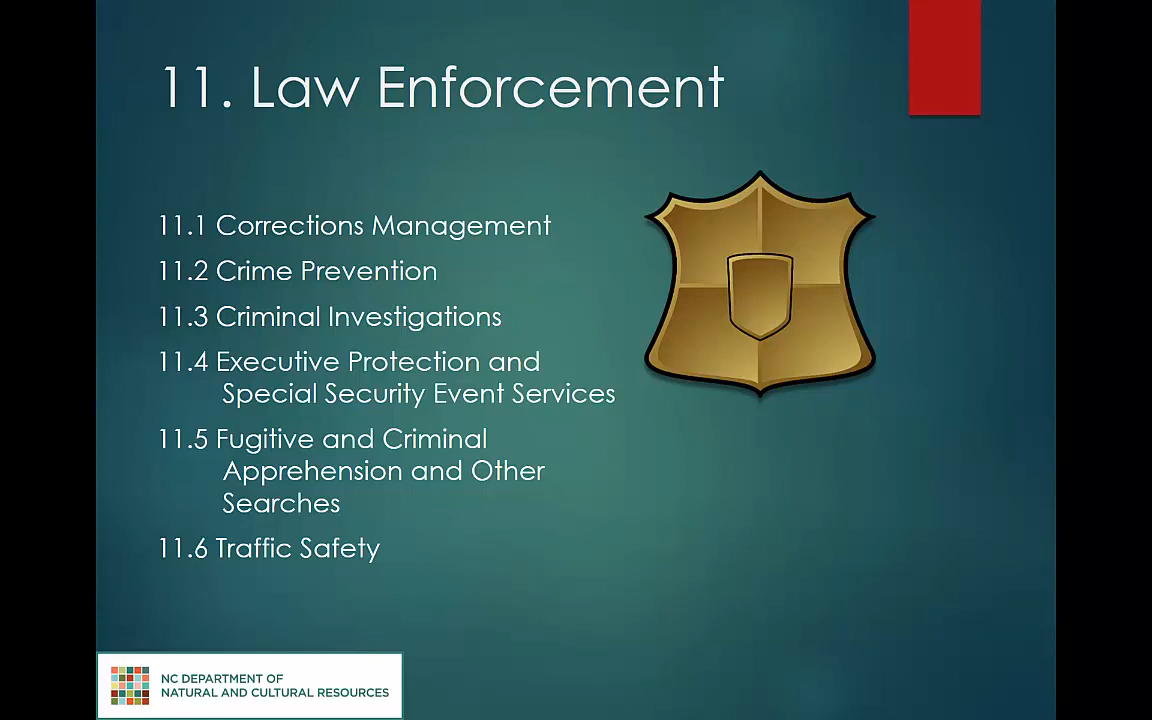 11. Law Enforcement
11.1 Corrections Management
11.2 Crime Prevention
11.3 Criminal Investigations
11.4 Executive Protection and
Special Security Event Services
11.5 Fugitive and Criminal
Apprehension and Other
Searches
11.6 Traffic Safety
NC DEPARTMENT OF
NATURAL AND CULTURAL RESOURCES